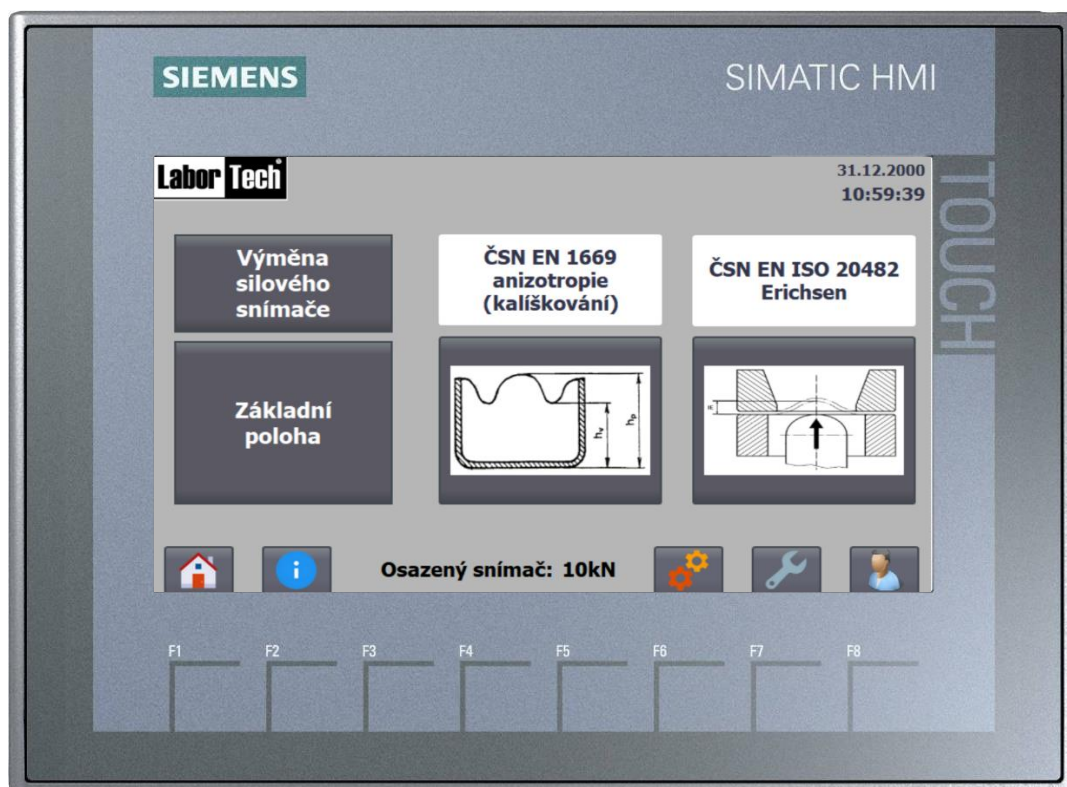 SIEMENS
SIMATIC HMI
TOUCH
Labor Tech
31.12.2000
10:59:39
Výměna
silového
snímače
ČSN EN 1669
anizotropie
(kalíškování)
ČSN EN ISO 20482
Erichsen
Základní
poloha
hv
hp
Osazený snímač: 10kN
F1 F2 F3 F4 F5 F6 F7 F8